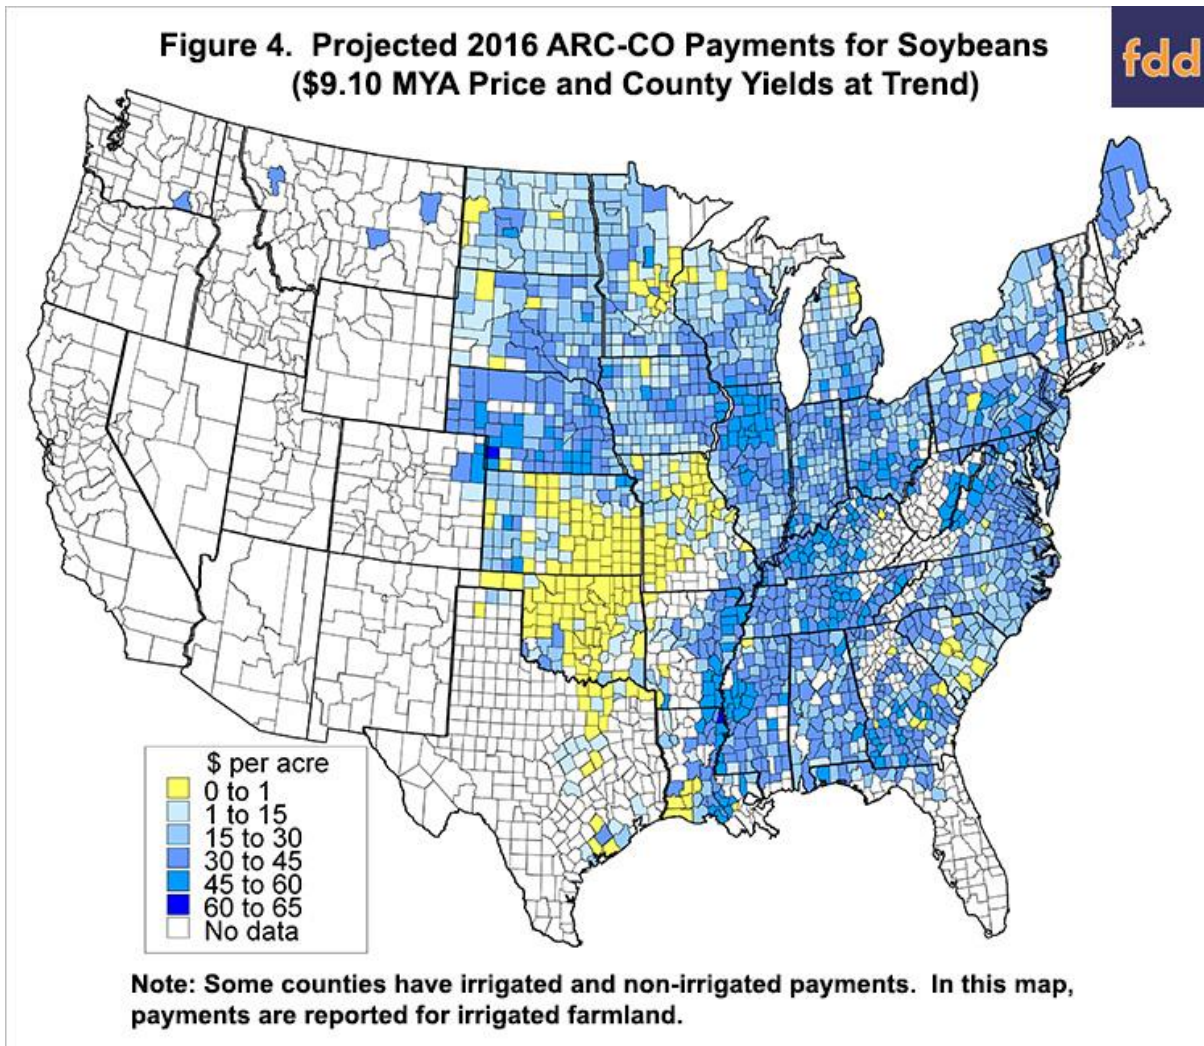 Figure 4.  Projected 2016 ARC-CO Payments for Soybeans
($9.10 MYA Price and County Yields at Trend)
fdd
$ per acre
0 to 1
1 to 15
15 to 30
30 to 45
45 to 60
60 to 65
No data
Note: Some counties have irrigated and non-irrigated payments.  In this map,
payments are reported for irrigated farmland.